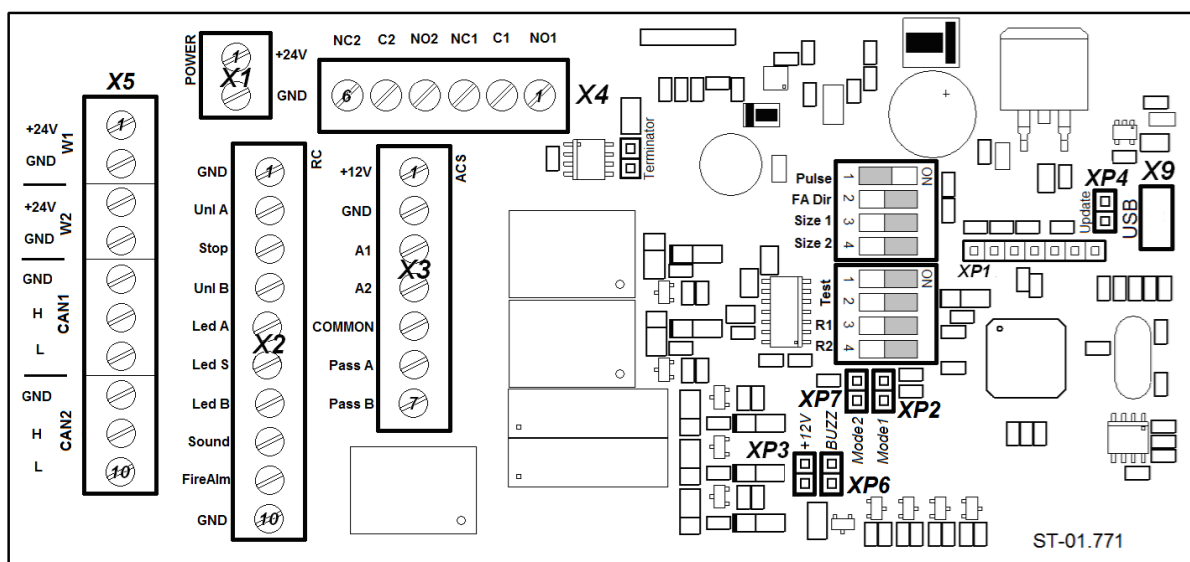 X5
1
+24V
GND
W1
+24V
GND
W2
GND
H
L
CAN1
GND
H
L
CAN2
10
POWER
1
X1
+24V
GND
NC2 C2 NO2 NC1 C1 NO1
6 1
X4
RC
1
GND
Unl A
Stop
Unl B
Led A
X2
Led S
Led B
Sound
FireAlm
GND
10
ACS
1
+12V
GND
A1
X3
A2
COMMON
Pass A
Pass B
7
Terminator
+
Pulse 1 ON
FA Dir 2
Size 1 3
Size 2 4
Test 1 ON
2
R1 3
R2 4
XP4
Update
X9
USB
XP1
XP7
XP2
Mode2
Mode1
XP3
+12V
BUZZ
XP6
ST-01.771